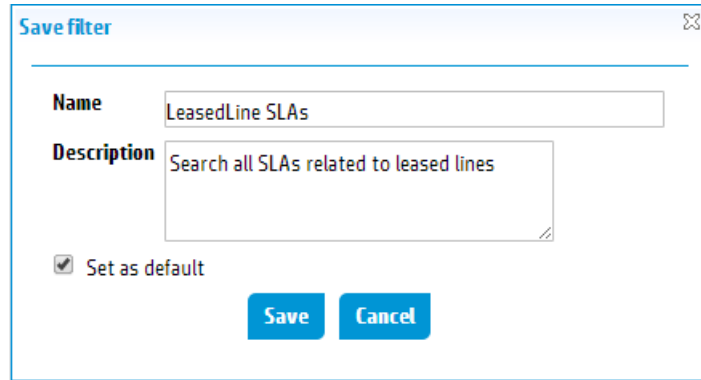 Save filter
Name LeasedLine SLAs
Description Search all SLAs related to leased lines
Set as default
Save Cancel